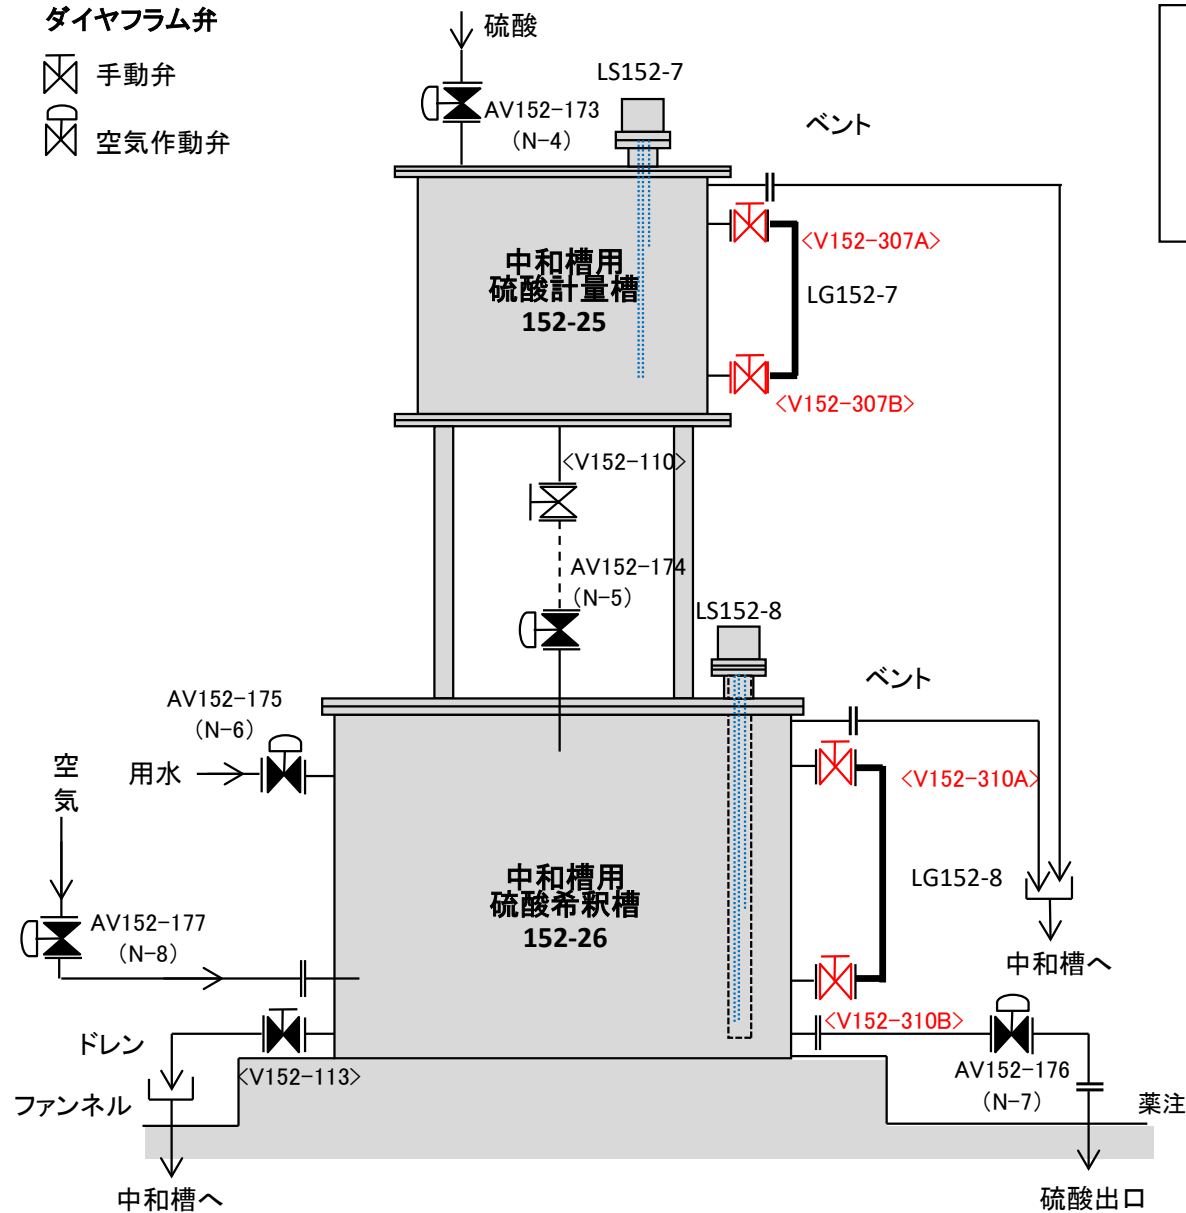 ダイヤフラム弁
手動弁
空気作動弁
硫酸
LS152-7
AV152-173
(N-4)
ベント
<V152-307A>
中和槽用
硫酸計量槽
152-25
LG152-7
<V152-307B>
<V152-110>
AV152-174
(N-5)
LS152-8
ベント
AV152-175
(N-6)
用水
空
気
<V152-310A>
中和槽用
硫酸希釈槽
152-26
LG152-8
AV152-177
(N-8)
中和槽へ
<V152-310B>
ドレン
<V152-113>
AV152-176
(N-7)
ファンネル
薬注
中和槽へ
硫酸出口